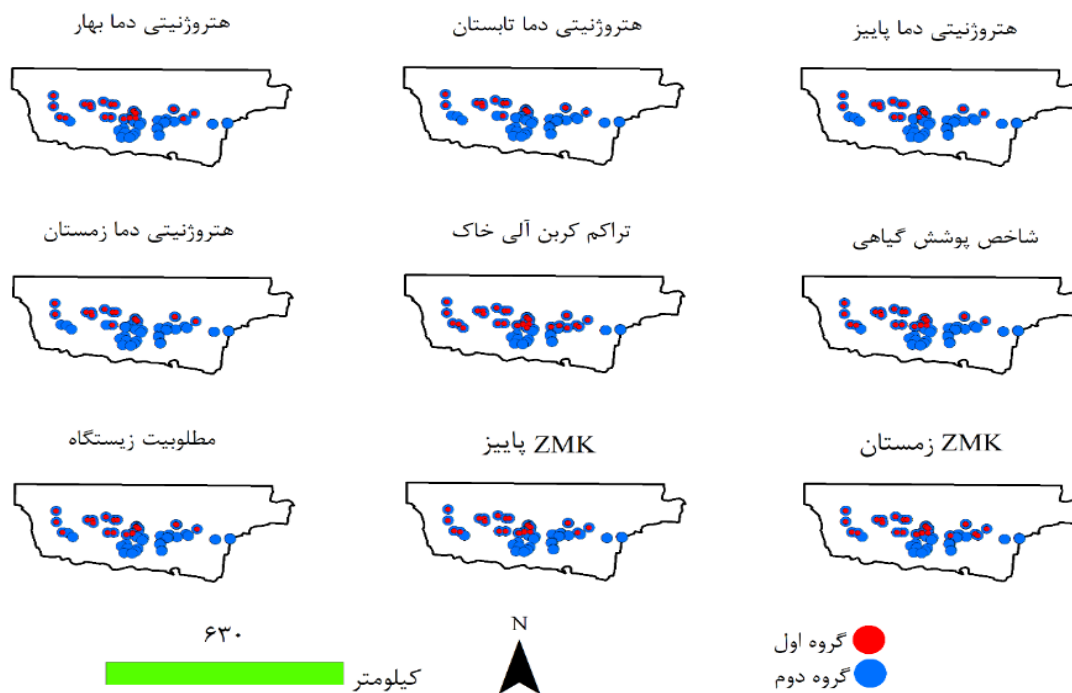 هتروژنیتی دما پاییز
هتروژنیتی دما تابستان
هتروژنیتی دما بهار
شاخص پوشش گیاهی
تراکم کربن آلی خاک
هتروژنیتی دما زمستان
ZMK زمستان
ZMK پاییز
مطلوبیت زیستگاه
گروه اول
گروه دوم
N
۶۳۰
کیلومتر